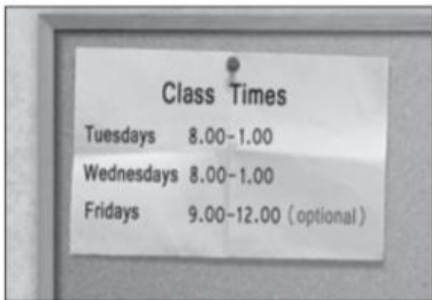 Class Times
Tuesdays 8.00-1.00
Wednesdays 8.00-1.00
Fridays 9.00-12.00 (optional)